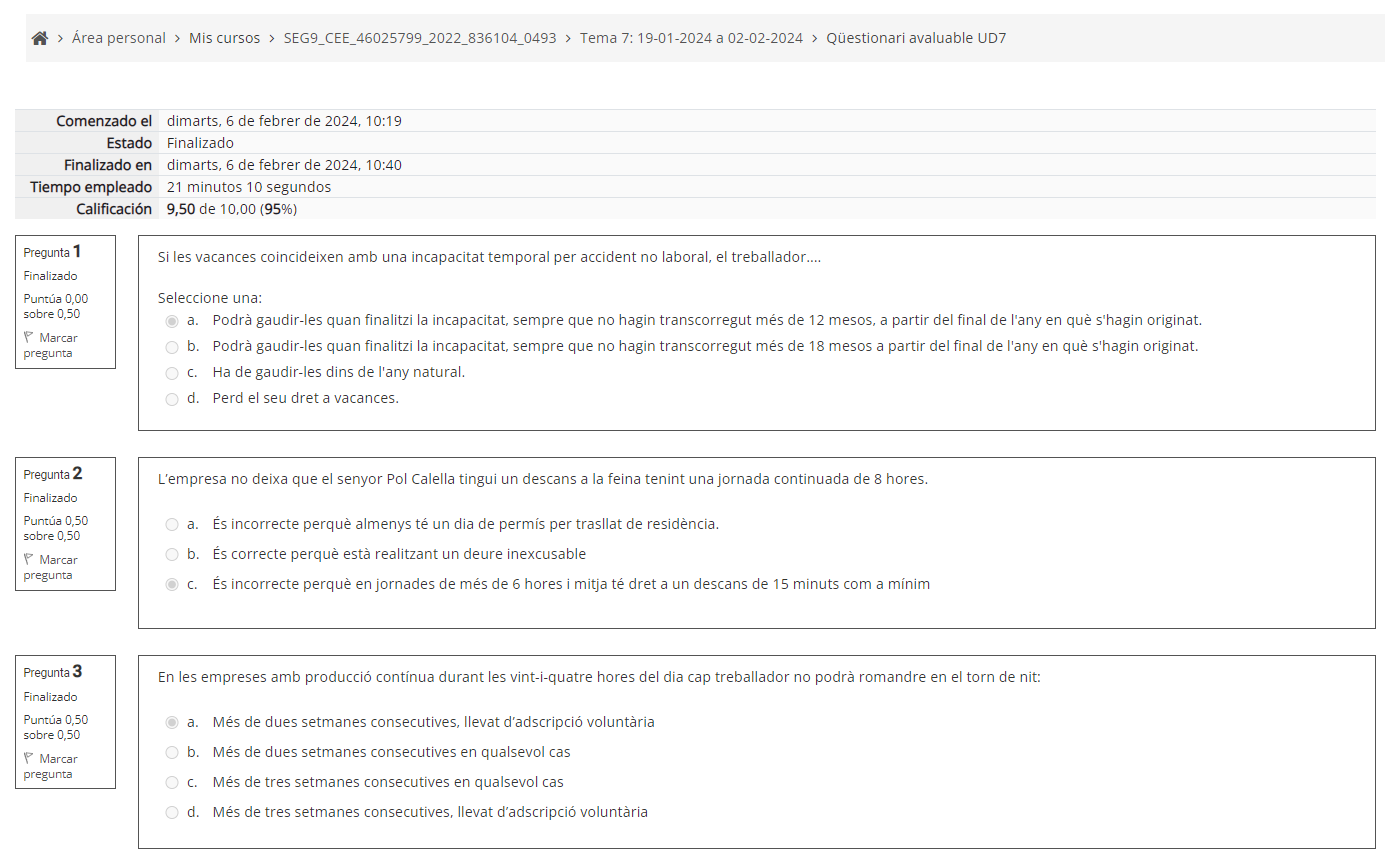 Área personal > Mis cursos > SEG9_CEE_46025799_2022_836104_0493 > Tema 7: 19-01-2024 a 02-02-2024 > Qüestionari avaluable UD7
Comenzado el dimarts, 6 de febrer de 2024, 10:19
Estado Finalizado
Finalizado en dimarts, 6 de febrer de 2024, 10:40
Tiempo empleado 21 minutos 10 segundos
Calificación 9,50 de 10,00 (95%)
Pregunta 1
Finalizado
Puntúa 0,00
sobre 0,50
Marcar
pregunta
Si les vacances coincideixen amb una incapacitat temporal per accident no laboral, el treballador....
Seleccione una:
a. Podrà gaudir-les quan finalitzi la incapacitat, sempre que no hagin transcorregut més de 12 mesos, a partir del final de l'any en què s'hagin originat.
b. Podrà gaudir-les quan finalitzi la incapacitat, sempre que no hagin transcorregut més de 18 mesos a partir del final de l'any en què s'hagin originat.
c. Ha de gaudir-les dins de l'any natural.
d. Perd el seu dret a vacances.
Pregunta 2
Finalizado
Puntúa 0,50
sobre 0,50
Marcar
pregunta
L’empresa no deixa que el senyor Pol Calella tingui un descans a la feina tenint una jornada continuada de 8 hores.
a. És incorrecte perquè almenys té un dia de permís per trasllat de residència.
b. És correcte perquè està realitzant un deure inexcusable
c. És incorrecte perquè en jornades de més de 6 hores i mitja té dret a un descans de 15 minuts com a mínim
Pregunta 3
Finalizado
Puntúa 0,50
sobre 0,50
Marcar
pregunta
En les empreses amb producció contínua durant les vint-i-quatre hores del dia cap treballador no podrà romandre en el torn de nit:
a. Més de dues setmanes consecutives, llevat d’adscripció voluntària
b. Més de dues setmanes consecutives en qualsevol cas
c. Més de tres setmanes consecutives en qualsevol cas
d. Més de tres setmanes consecutives, llevat d’adscripció voluntària